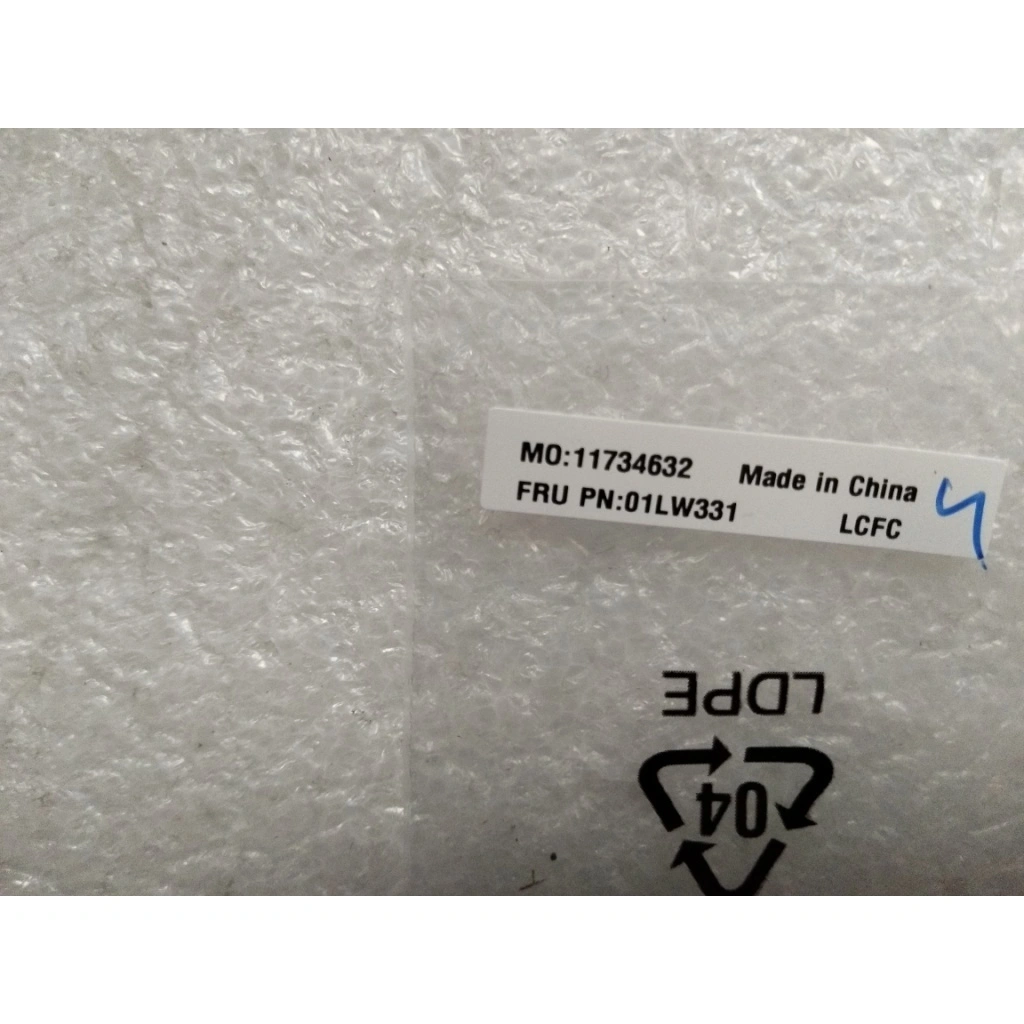 MO:11734632 Made in China
FRU PN:01LW331 LCFC
LDPE
04